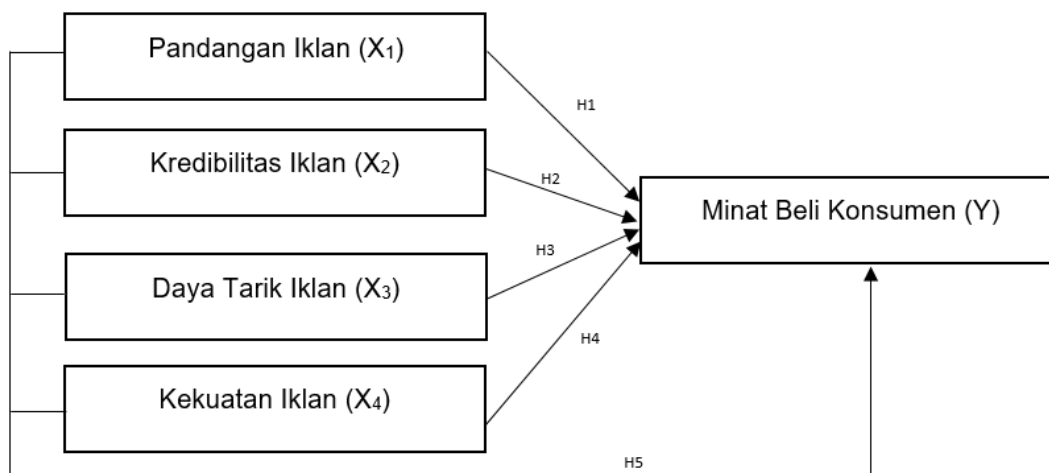 Pandangan Iklan (X₁)
H1
Kredibilitas Iklan (X₂)
H2
Minat Beli Konsumen (Y)
H3
Daya Tarik Iklan (X₃)
H4
Kekuatan Iklan (X₄)
H5